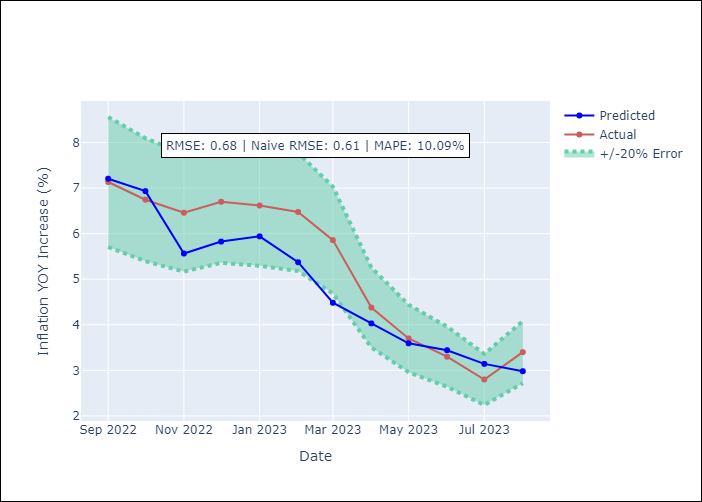 RMSE: 0.68 | Naive RMSE: 0.61 | MAPE: 10.09%
Predicted
Actual
+/-20% Error
Inflation YOY Increase (%)
8
7
6
5
4
3
2
Sep 2022 Nov 2022 Jan 2023 Mar 2023 May 2023 Jul 2023
Date